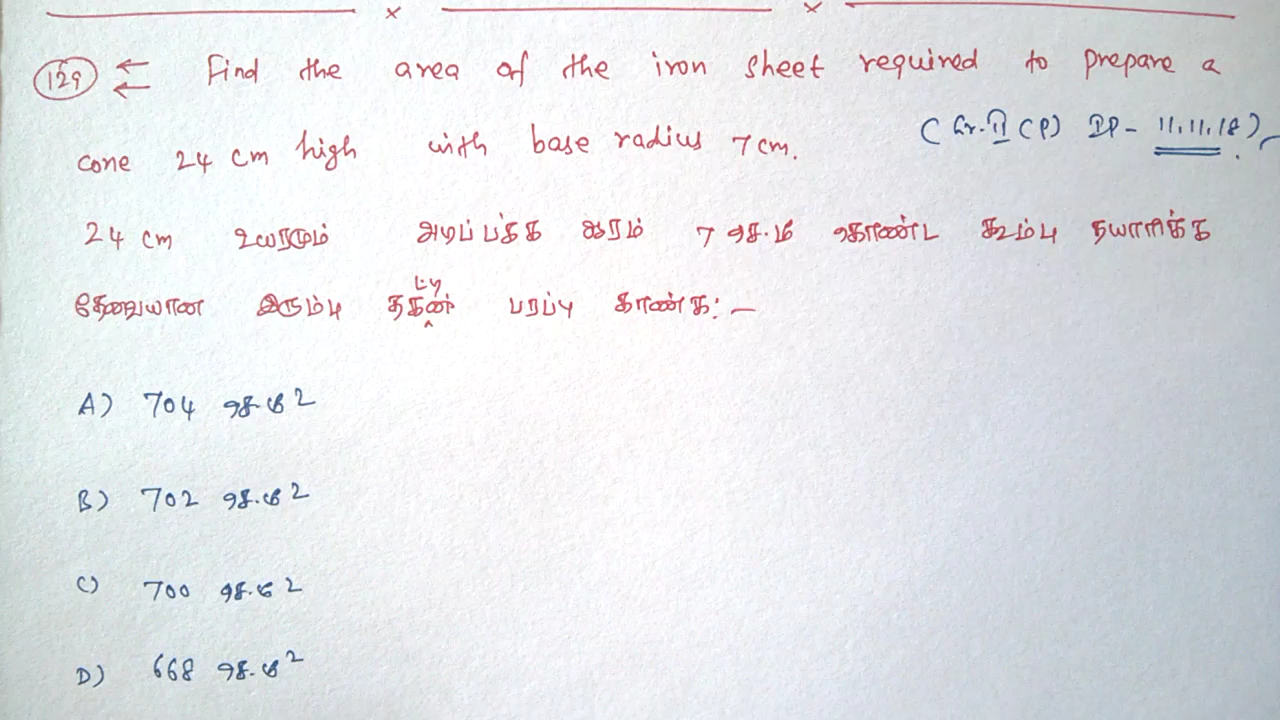 129 ← ← Find the area of the iron sheet required to prepare a
cone 24 cm high with base radius 7 cm. (Gr.II (P) IP- 11.11.18)
24 cm உயரமும் அடிப்பக்க ஆரம் 7 செ.மீ கொண்ட கூம்பு தயாரிக்க
தேவையான இரும்பு தகட்டின் பரப்பு காண்க: –
A) 704 செ.மீ 2
B) 702 செ.மீ 2
C) 700 செ.மீ 2
D) 668 செ.மீ 2